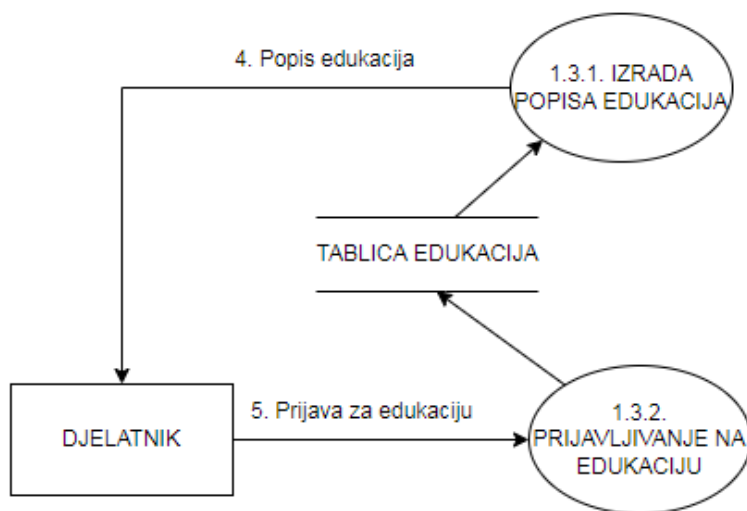 4. Popis edukacija
1.3.1. IZRADA
POPISA EDUKACIJA
TABLICA EDUKACIJA
DJELATNIK
5. Prijava za edukaciju
1.3.2.
PRIJAVLJIVANJE NA
EDUKACIJU